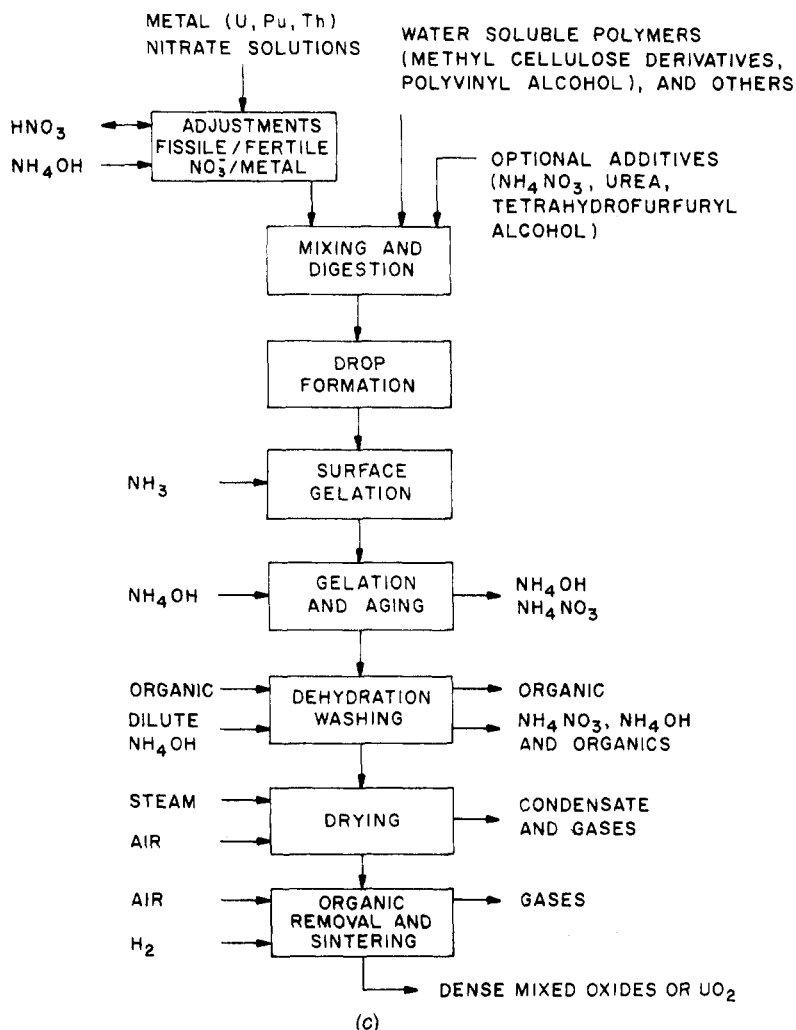 METAL (U, Pu, Th)
NITRATE SOLUTIONS
WATER SOLUBLE POLYMERS
(METHYL CELLULOSE DERIVATIVES,
POLYVINYL ALCOHOL), AND OTHERS
HNO₃
NH₄OH
ADJUSTMENTS
FISSILE/FERTILE
NO₃⁻/METAL
OPTIONAL ADDITIVES
(NH₄NO₃, UREA,
TETRAHYDROFURFURYL
ALCOHOL)
MIXING AND
DIGESTION
DROP
FORMATION
NH₃
SURFACE
GELATION
NH₄OH
GELATION
AND AGING
NH₄OH
NH₄NO₃
ORGANIC
DILUTE
NH₄OH
DEHYDRATION
WASHING
ORGANIC
NH₄NO₃, NH₄OH
AND ORGANICS
STEAM
AIR
DRYING
CONDENSATE
AND GASES
AIR
H₂
ORGANIC
REMOVAL AND
SINTERING
GASES
DENSE MIXED OXIDES OR UO₂
(c)